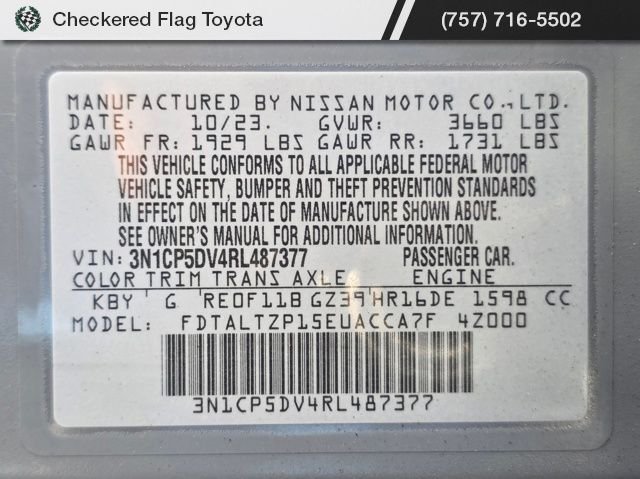 Checkered Flag Toyota
(757) 716-5502
MANUFACTURED BY NISSAN MOTOR CO., LTD.
DATE: 10/23. GVWR: 3660 LBS
GAWR FR: 1929 LBS GAWR RR: 1731 LBS
THIS VEHICLE CONFORMS TO ALL APPLICABLE FEDERAL MOTOR
VEHICLE SAFETY, BUMPER AND THEFT PREVENTION STANDARDS
IN EFFECT ON THE DATE OF MANUFACTURE SHOWN ABOVE.
SEE OWNER'S MANUAL FOR ADDITIONAL INFORMATION.
VIN: 3N1CP5DV4RL487377 PASSENGER CAR.
COLOR TRIM TRANS AXLE ENGINE
KBY G RE0F11B GZ39 HR16DE 1598 CC
MODEL: FDTALTZP15EUACCA7F 4Z000
3N1CP5DV4RL487377